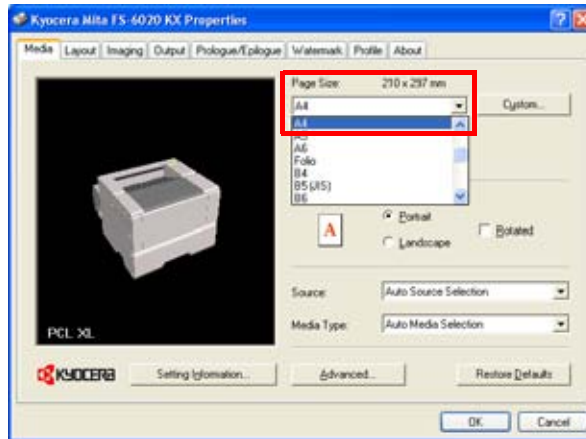 Kyocera Mita FS-6020 KX Properties
Media Layout Imaging Output Prologue/Epilogue Watermark Profile About
Page Size: 210 x 297 mm
A4 Custom...
A4
A5
A6
Folio
B4
B5 (JIS)
B6
A Portrait Rotated
Landscape
Source: Auto Source Selection
Media Type: Auto Media Selection
PCL XL
KYOCERA Setting Information... Advanced... Restore Defaults
OK Cancel